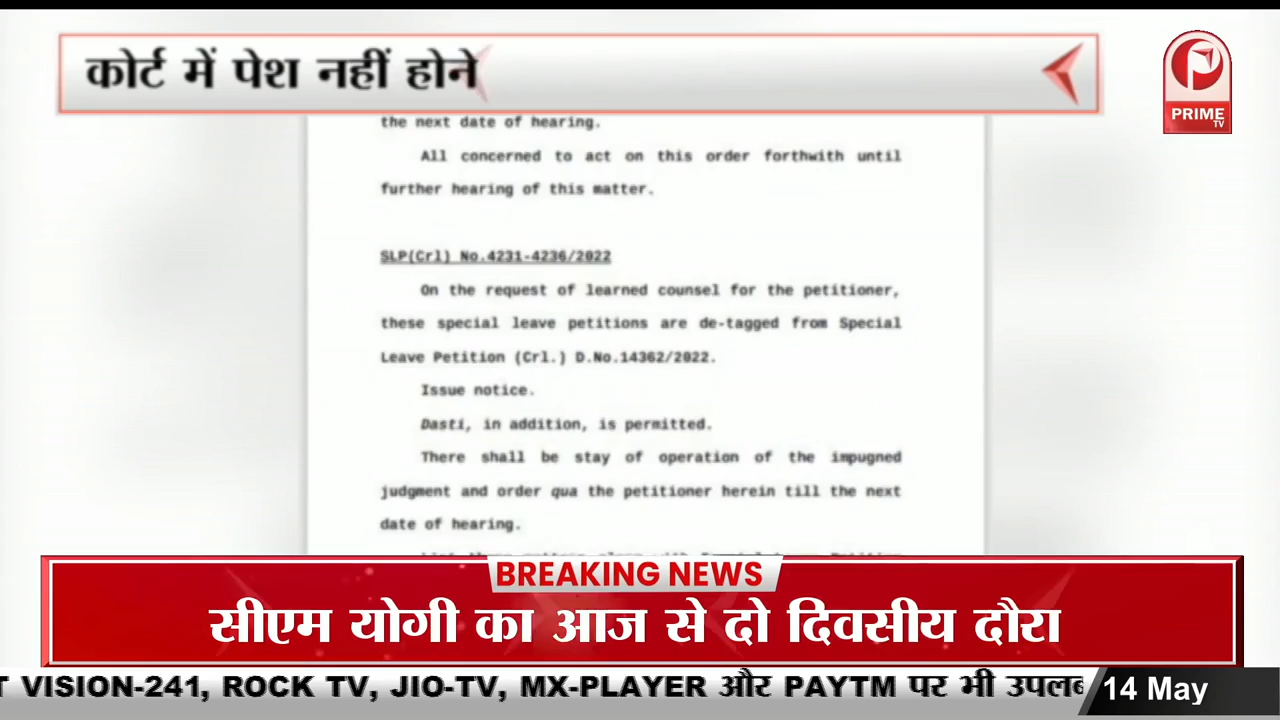 कोर्ट में पेश नहीं होने
PRIME
TV
the next date of hearing.
All concerned to act on this order forthwith until
further hearing of this matter.
SLP(Crl) No.4231-4236/2022
On the request of learned counsel for the petitioner,
these special leave petitions are de-tagged from Special
Leave Petition (Crl.) D.No.14362/2022.
Issue notice.
Dasti, in addition, is permitted.
There shall be stay of operation of the impugned
judgment and order qua the petitioner herein till the next
date of hearing.
BREAKING NEWS
सीएम योगी का आज से दो दिवसीय दौरा
T VISION-241, ROCK TV, JIO-TV, MX-PLAYER और PAYTM पर भी
14 May